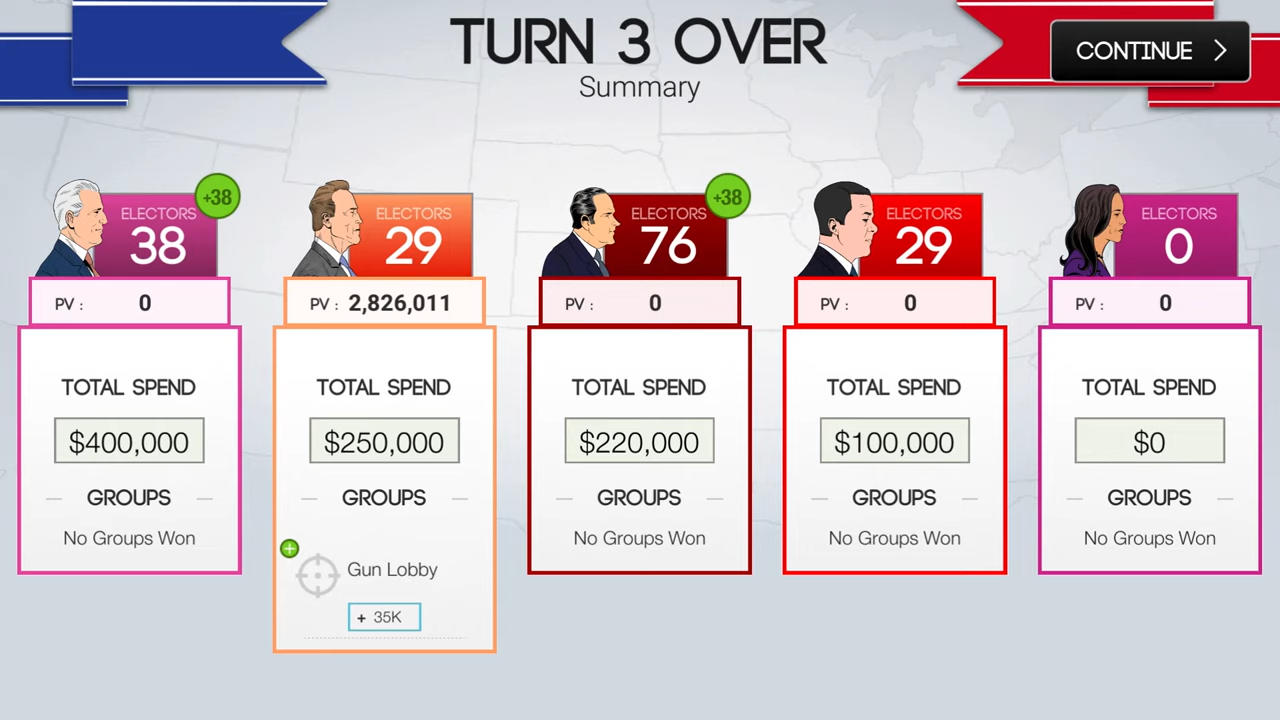 TURN 3 OVER
Summary
CONTINUE
ELECTORS +38
38
PV : 0
TOTAL SPEND
$400,000
GROUPS
No Groups Won
ELECTORS
29
PV : 2,826,011
TOTAL SPEND
$250,000
GROUPS
Gun Lobby
+ 35K
ELECTORS +38
76
PV : 0
TOTAL SPEND
$220,000
GROUPS
No Groups Won
ELECTORS
29
PV : 0
TOTAL SPEND
$100,000
GROUPS
No Groups Won
ELECTORS
0
PV : 0
TOTAL SPEND
$0
GROUPS
No Groups Won